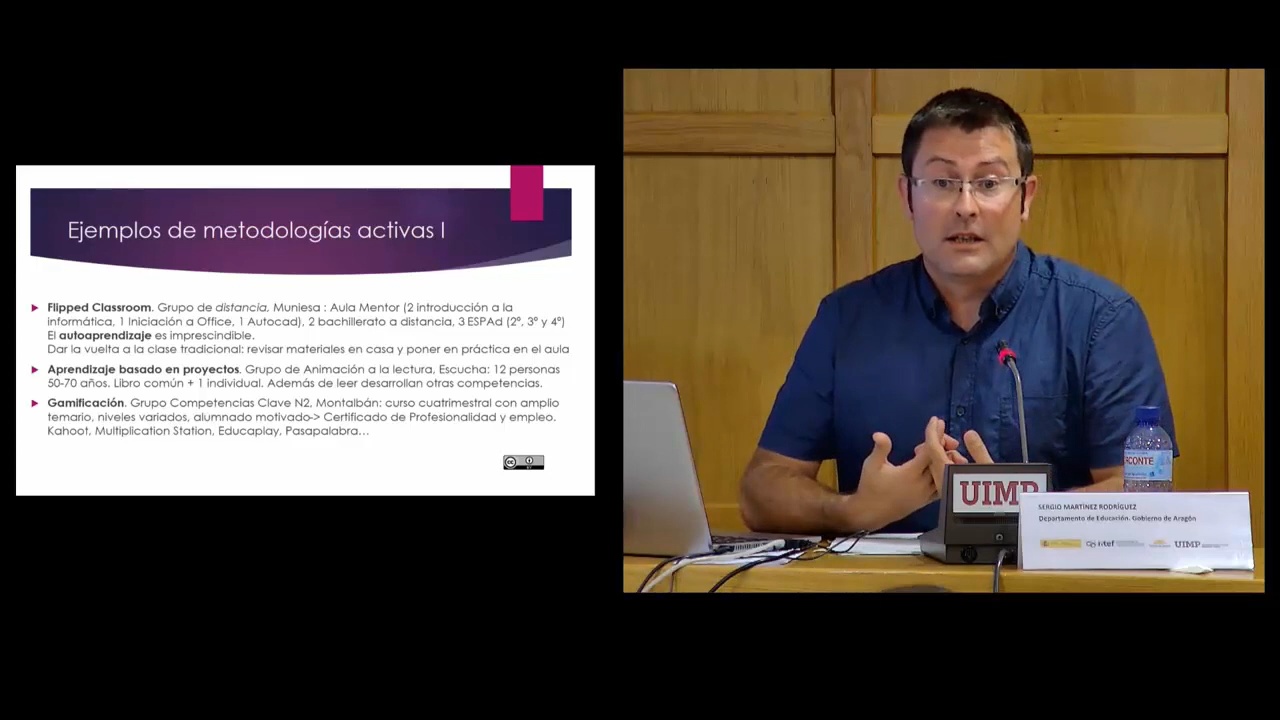 Ejemplos de metodologías activas I
Flipped Classroom. Grupo de distancia, Muniesa : Aula Mentor (2 introducción a la
informática, 1 Iniciación a Office, 1 Autocad), 2 bachillerato a distancia, 3 ESPAd (2º, 3º y 4º)
El autoaprendizaje es imprescindible.
Dar la vuelta a la clase tradicional: revisar materiales en casa y poner en práctica en el aula
Aprendizaje basado en proyectos. Grupo de Animación a la lectura, Escucha: 12 personas
50-70 años. Libro común + 1 individual. Además de leer desarrollan otras competencias.
Gamificación. Grupo Competencias Clave N2, Montalbán: curso cuatrimestral con amplio
temario, niveles variados, alumnado motivado-> Certificado de Profesionalidad y empleo.
Kahoot, Multiplication Station, Educaplay, Pasapalabra...
cc
BY
UIMP
SERGIO MARTÍNEZ RODRÍGUEZ
Departamento de Educación. Gobierno de Aragón
intef
UIMP